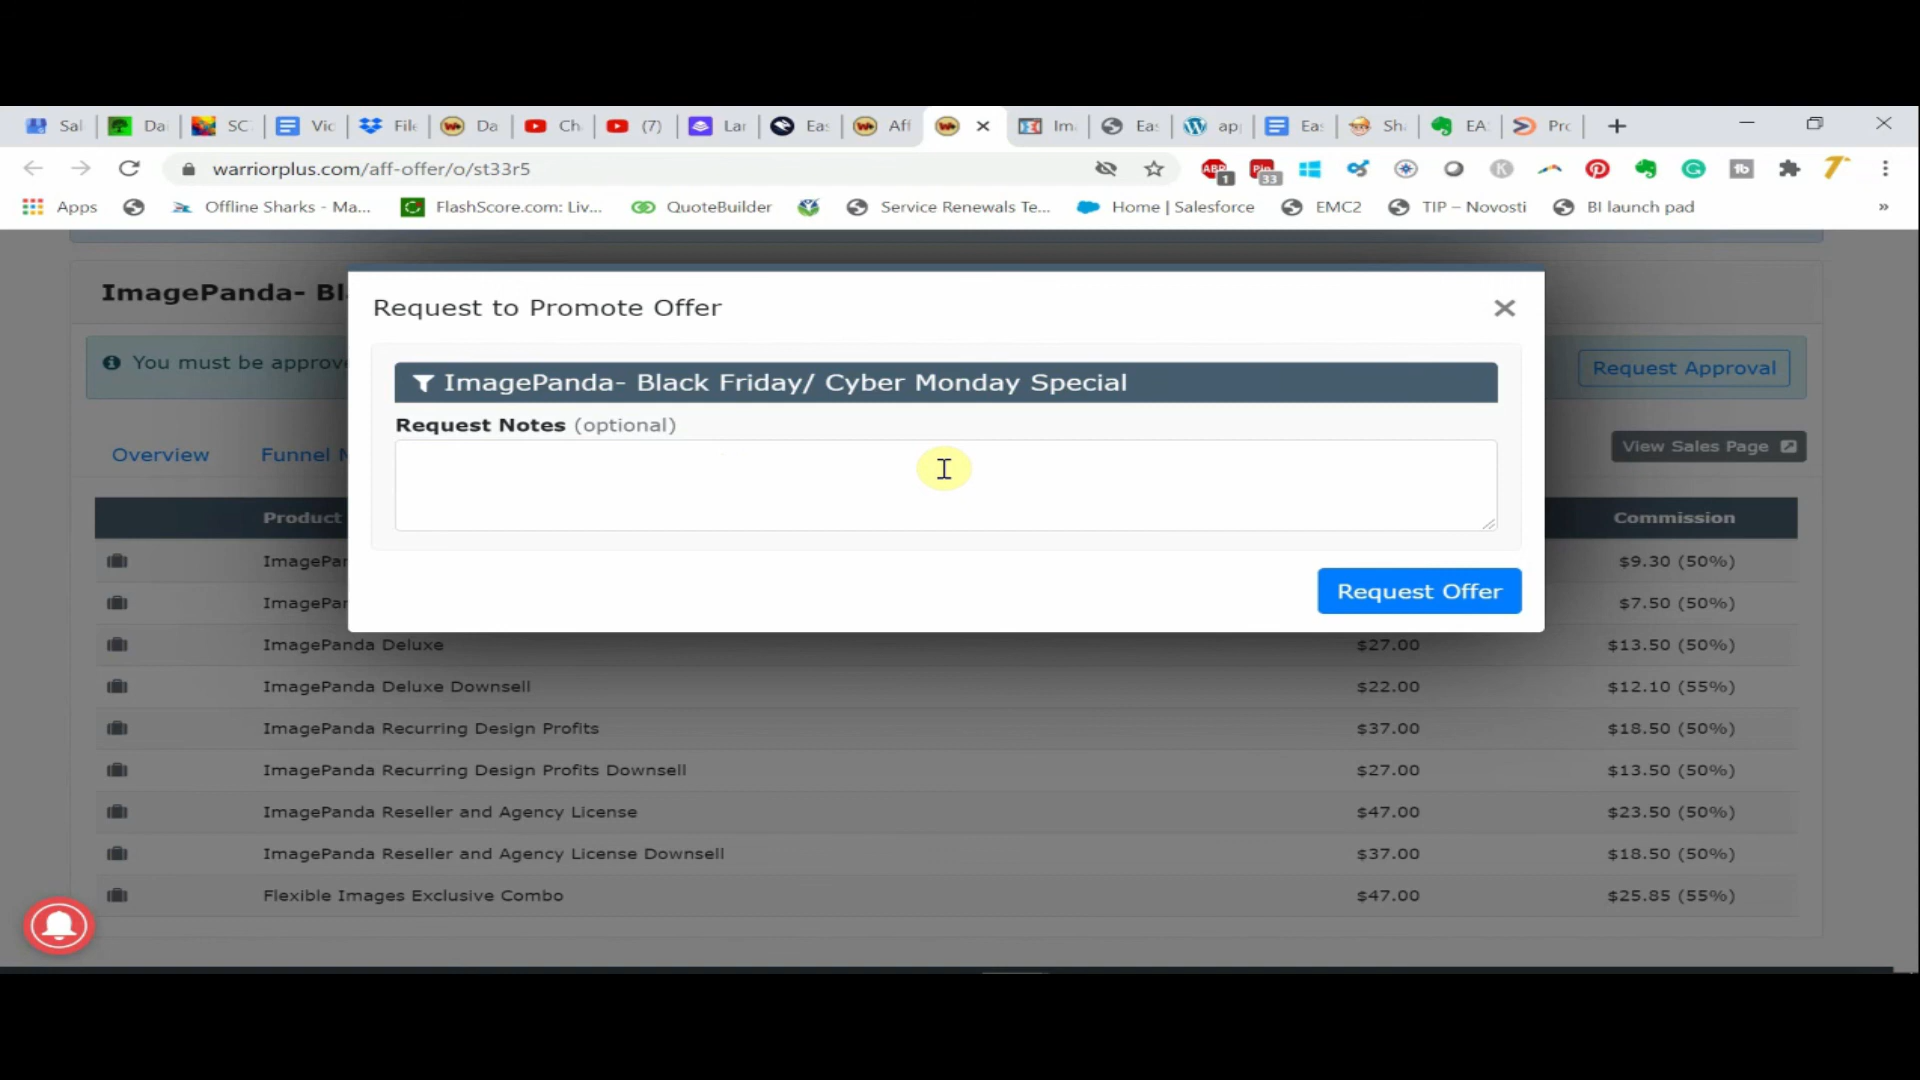 Sal Da SC Vic File Da Ch (7) Lar Eas Aff Im Eas ap Eas Sh EA Pro
warriorplus.com/aff-offer/o/st33r5
ABP 1 33 K
Apps Offline Sharks - Ma... FlashScore.com: Liv... QuoteBuilder Service Renewals Te... Home | Salesforce EMC2 TIP – Novosti BI launch pad »
ImagePanda- Bl
Request to Promote Offer
You must be approve
Request Approval
ImagePanda- Black Friday/ Cyber Monday Special
Request Notes (optional)
Overview Funnel
View Sales Page
Product Commission
ImagePan $9.30 (50%)
Request Offer
ImagePan $7.50 (50%)
ImagePanda Deluxe $27.00 $13.50 (50%)
ImagePanda Deluxe Downsell $22.00 $12.10 (55%)
ImagePanda Recurring Design Profits $37.00 $18.50 (50%)
ImagePanda Recurring Design Profits Downsell $27.00 $13.50 (50%)
ImagePanda Reseller and Agency License $47.00 $23.50 (50%)
ImagePanda Reseller and Agency License Downsell $37.00 $18.50 (50%)
Flexible Images Exclusive Combo $47.00 $25.85 (55%)